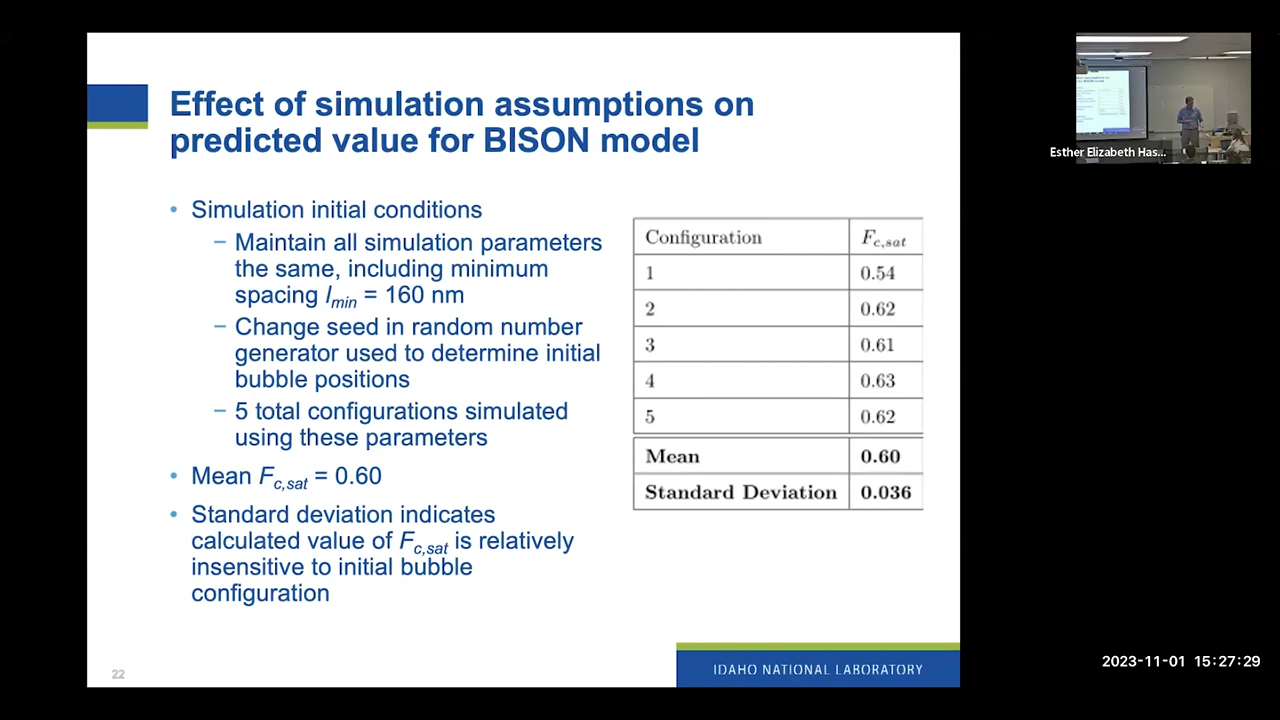 Effect of simulation assumptions on
predicted value for BISON model
• Simulation initial conditions
– Maintain all simulation parameters
the same, including minimum
spacing lmin = 160 nm
– Change seed in random number
generator used to determine initial
bubble positions
– 5 total configurations simulated
using these parameters
• Mean Fc,sat = 0.60
• Standard deviation indicates
calculated value of Fc,sat is relatively
insensitive to initial bubble
configuration
Configuration Fc,sat
1 0.54
2 0.62
3 0.61
4 0.63
5 0.62
Mean 0.60
Standard Deviation 0.036
22
IDAHO NATIONAL LABORATORY
Esther Elizabeth Has...
2023-11-01 15:27:29